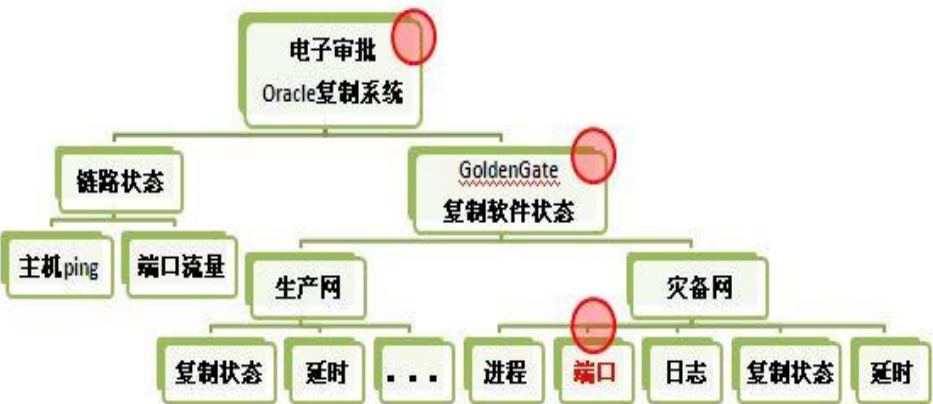 电子审批
Oracle复制系统
链路状态
GoldenGate
复制软件状态
主机ping
端口流量
生产网
灾备网
复制状态
延时
...
进程
端口
日志
复制状态
延时